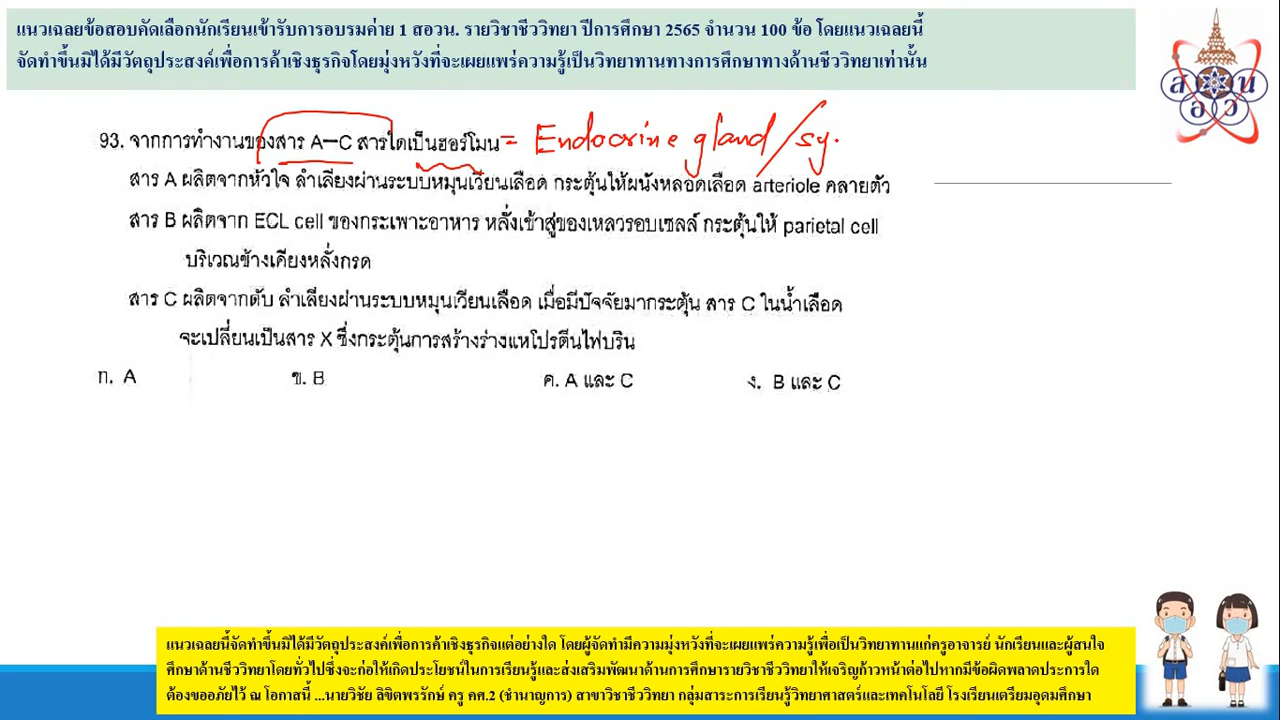 แนวเฉลยข้อสอบคัดเลือกนักเรียนเข้ารับการอบรมค่าย 1 สอวน. รายวิชาชีววิทยา ปีการศึกษา 2565 จำนวน 100 ข้อ โดยแนวเฉลยนี้
จัดทำขึ้นมิได้มีวัตถุประสงค์เพื่อการค้าเชิงธุรกิจโดยมุ่งหวังที่จะเผยแพร่ความรู้เป็นวิทยาทานทางการศึกษาทางด้านชีววิทยาเท่านั้น
ส อ ว น
93. จากการทำงานของสาร A–C สารใดเป็นฮอร์โมน = Endocrine gland/sy.
สาร A ผลิตจากหัวใจ ลำเลียงผ่านระบบหมุนเวียนเลือด กระตุ้นให้ผนังหลอดเลือด arteriole คลายตัว
สาร B ผลิตจาก ECL cell ของกระเพาะอาหาร หลั่งเข้าสู่ของเหลวรอบเซลล์ กระตุ้นให้ parietal cell
บริเวณข้างเคียงหลั่งกรด
สาร C ผลิตจากตับ ลำเลียงผ่านระบบหมุนเวียนเลือด เมื่อมีปัจจัยมากระตุ้น สาร C ในน้ำเลือด
จะเปลี่ยนเป็นสาร X ซึ่งกระตุ้นการสร้างร่างแหโปรตีนไฟบริน
ก. A ข. B ค. A และ C ง. B และ C
แนวเฉลยนี้จัดทำขึ้นมิได้มีวัตถุประสงค์เพื่อการค้าเชิงธุรกิจแต่อย่างใด โดยผู้จัดทำมีความมุ่งหวังที่จะเผยแพร่ความรู้เพื่อเป็นวิทยาทานแก่ครูอาจารย์ นักเรียนและผู้สนใจ
ศึกษาด้านชีววิทยาโดยทั่วไปซึ่งจะก่อให้เกิดประโยชน์ในการเรียนรู้และส่งเสริมพัฒนาด้านการศึกษารายวิชาชีววิทยาให้เจริญก้าวหน้าต่อไปหากมีข้อผิดพลาดประการใด
ต้องขออภัยไว้ ณ โอกาสนี้ ...นายวิชัย ลิขิตพรรักษ์ ครู คศ.2 (ชำนาญการ) สาขาวิชาชีววิทยา กลุ่มสาระการเรียนรู้วิทยาศาสตร์และเทคโนโลยี โรงเรียนเตรียมอุดมศึกษา